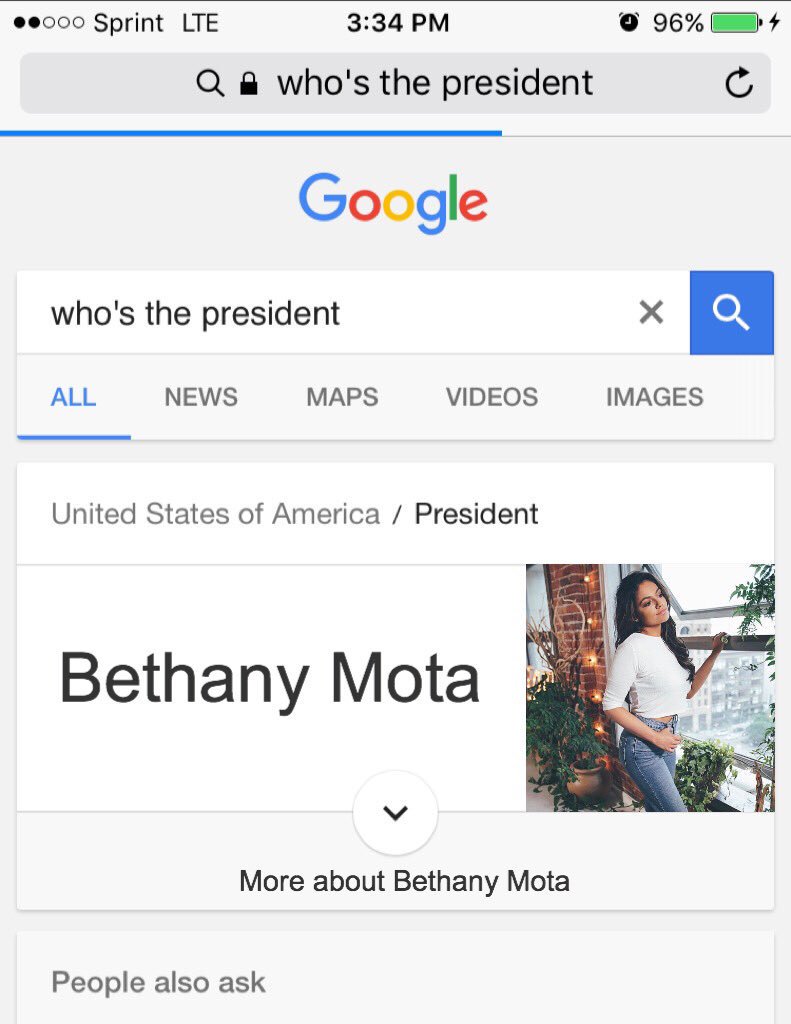 Sprint LTE 3:34 PM 96%
who's the president
Google
who's the president
ALL NEWS MAPS VIDEOS IMAGES
United States of America / President
Bethany Mota
More about Bethany Mota
People also ask